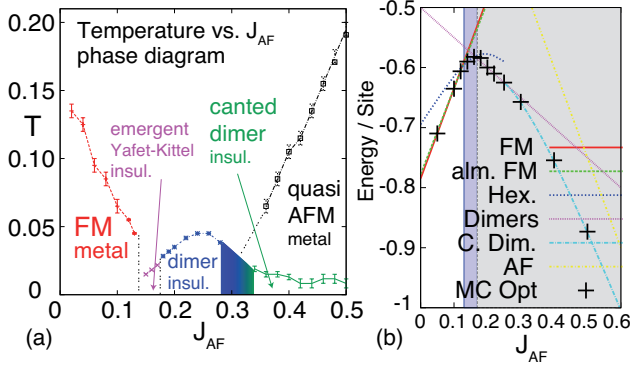 Temperature vs. J_AF
phase diagram
0.20
0.15
0.10
0.05
0
T
canted
dimer
insul.
emergent
Yafet-Kittel
insul.
quasi
AFM
metal
FM
metal
dimer
insul.
0 0.1 0.2 0.3 0.4 0.5
(a) J_AF
-0.5
-0.6
-0.7
-0.8
-0.9
-1
Energy / Site
FM
alm. FM
Hex.
Dimers
C. Dim.
AF
MC Opt
0 0.1 0.2 0.3 0.4 0.5 0.6
(b) J_AF